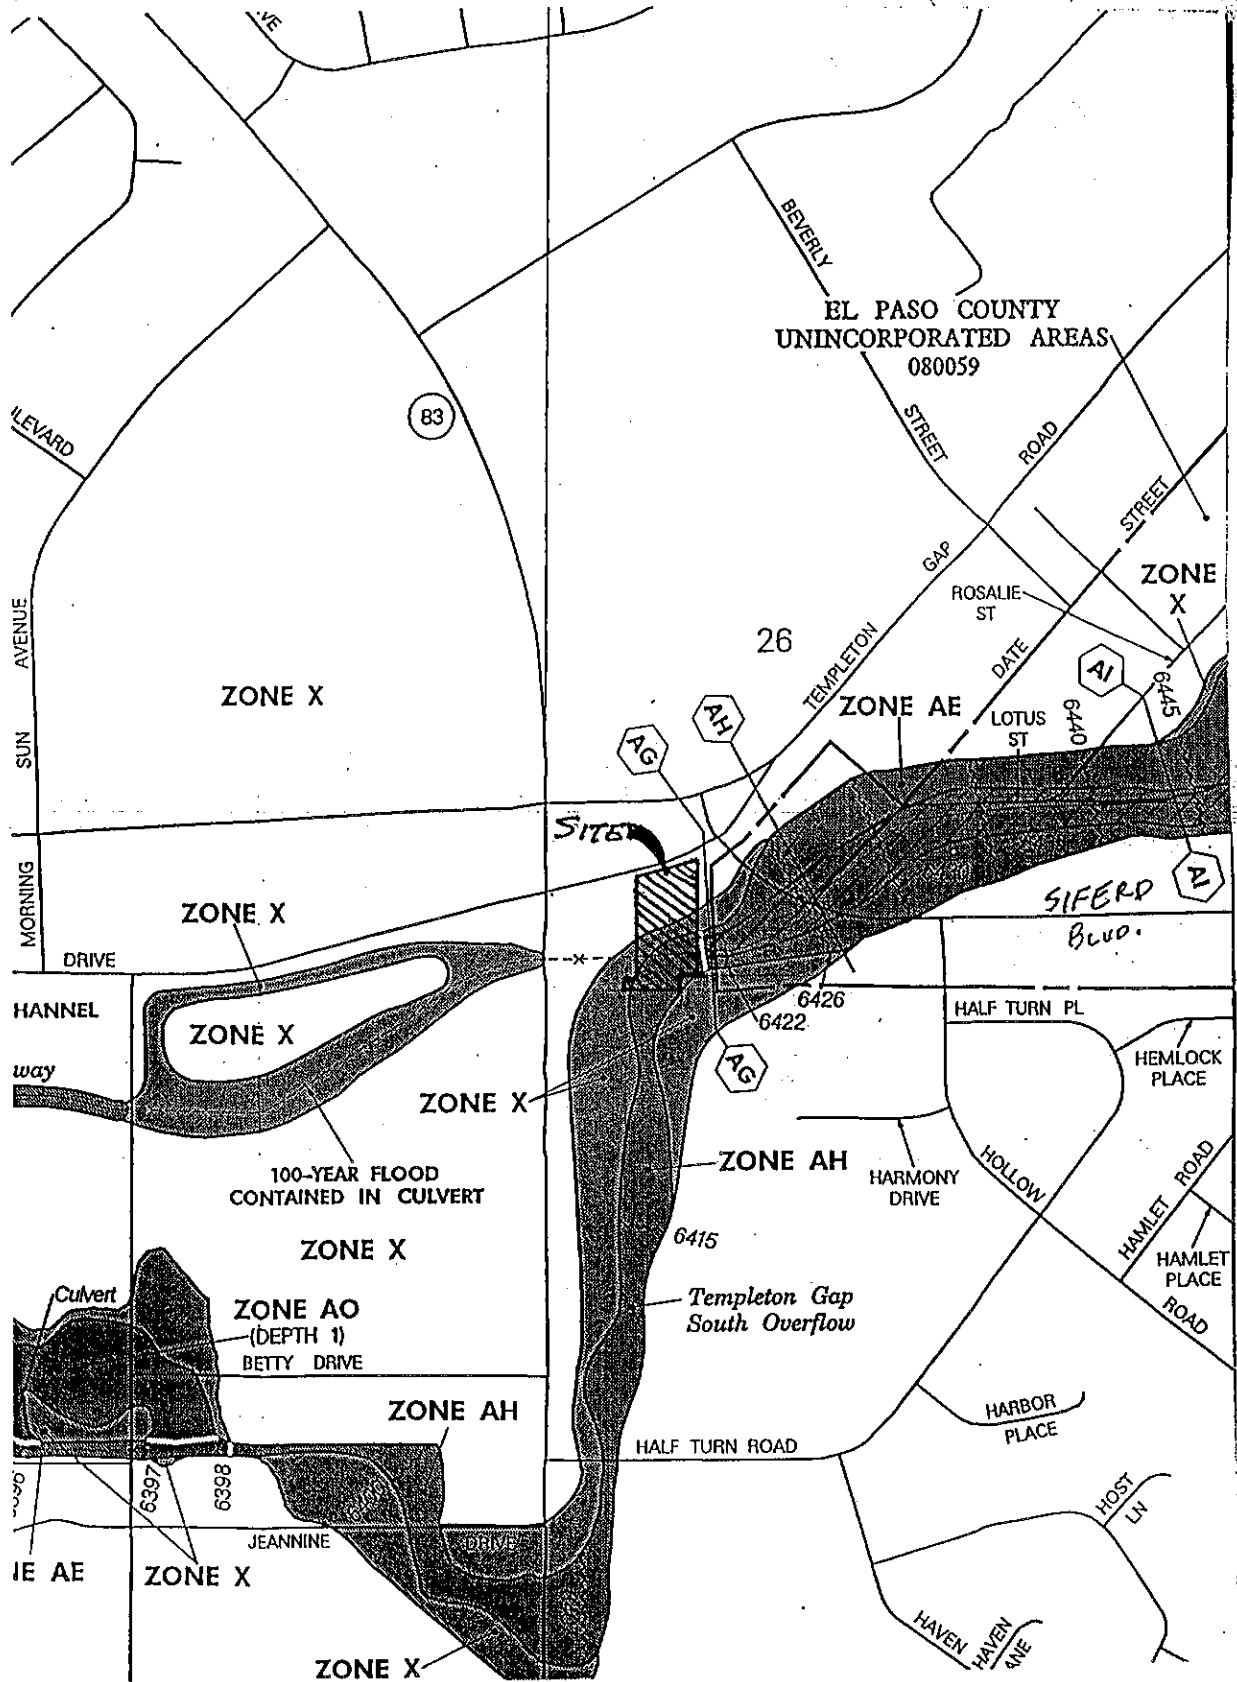 VE
BEVERLY
STREET
EL PASO COUNTY
UNINCORPORATED AREAS
080059
83
LEVARD
ROAD
GAP
TEMPLETON
STREET
DATE
ZONE
X
ROSALIE
ST
26
SUN AVENUE
ZONE X
AI
6445
6440
AH
AG
ZONE AE
LOTUS
ST
SITE
MORNING
ZONE X
AI
SIFERD
BLVD.
DRIVE
HANNEL
ZONE X
6426
6422
HALF TURN PL
way
AG
HEMLOCK
PLACE
ZONE X
ZONE AH
HARMONY
DRIVE
HOLLOW
ROAD
HAMLET ROAD
HAMLET
PLACE
100-YEAR FLOOD
CONTAINED IN CULVERT
ZONE X
6415
Culvert
ZONE AO
(DEPTH 1)
BETTY DRIVE
Templeton Gap
South Overflow
ZONE AH
HARBOR
PLACE
HALF TURN ROAD
6397
6398
HOST
LN
JEANNINE
DRIVE
NE AE
ZONE X
ZONE X
HAVEN
HAVEN
ANE